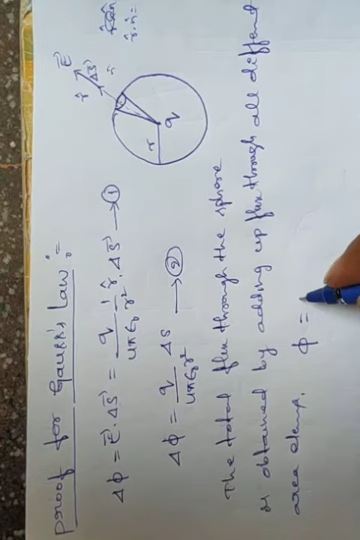 Proof for Gauss's law :-
Δφ = E⃗ . ΔS⃗ = q/4πε₀r² r̂ . ΔS⃗ → ①
Δφ = q/4πε₀r² ΔS → ②
The total flux through the sphere
is obtained by adding up flux through all different
area elements. φ =
E⃗
ΔS⃗
r̂
n̂
r
q
r̂.n̂=